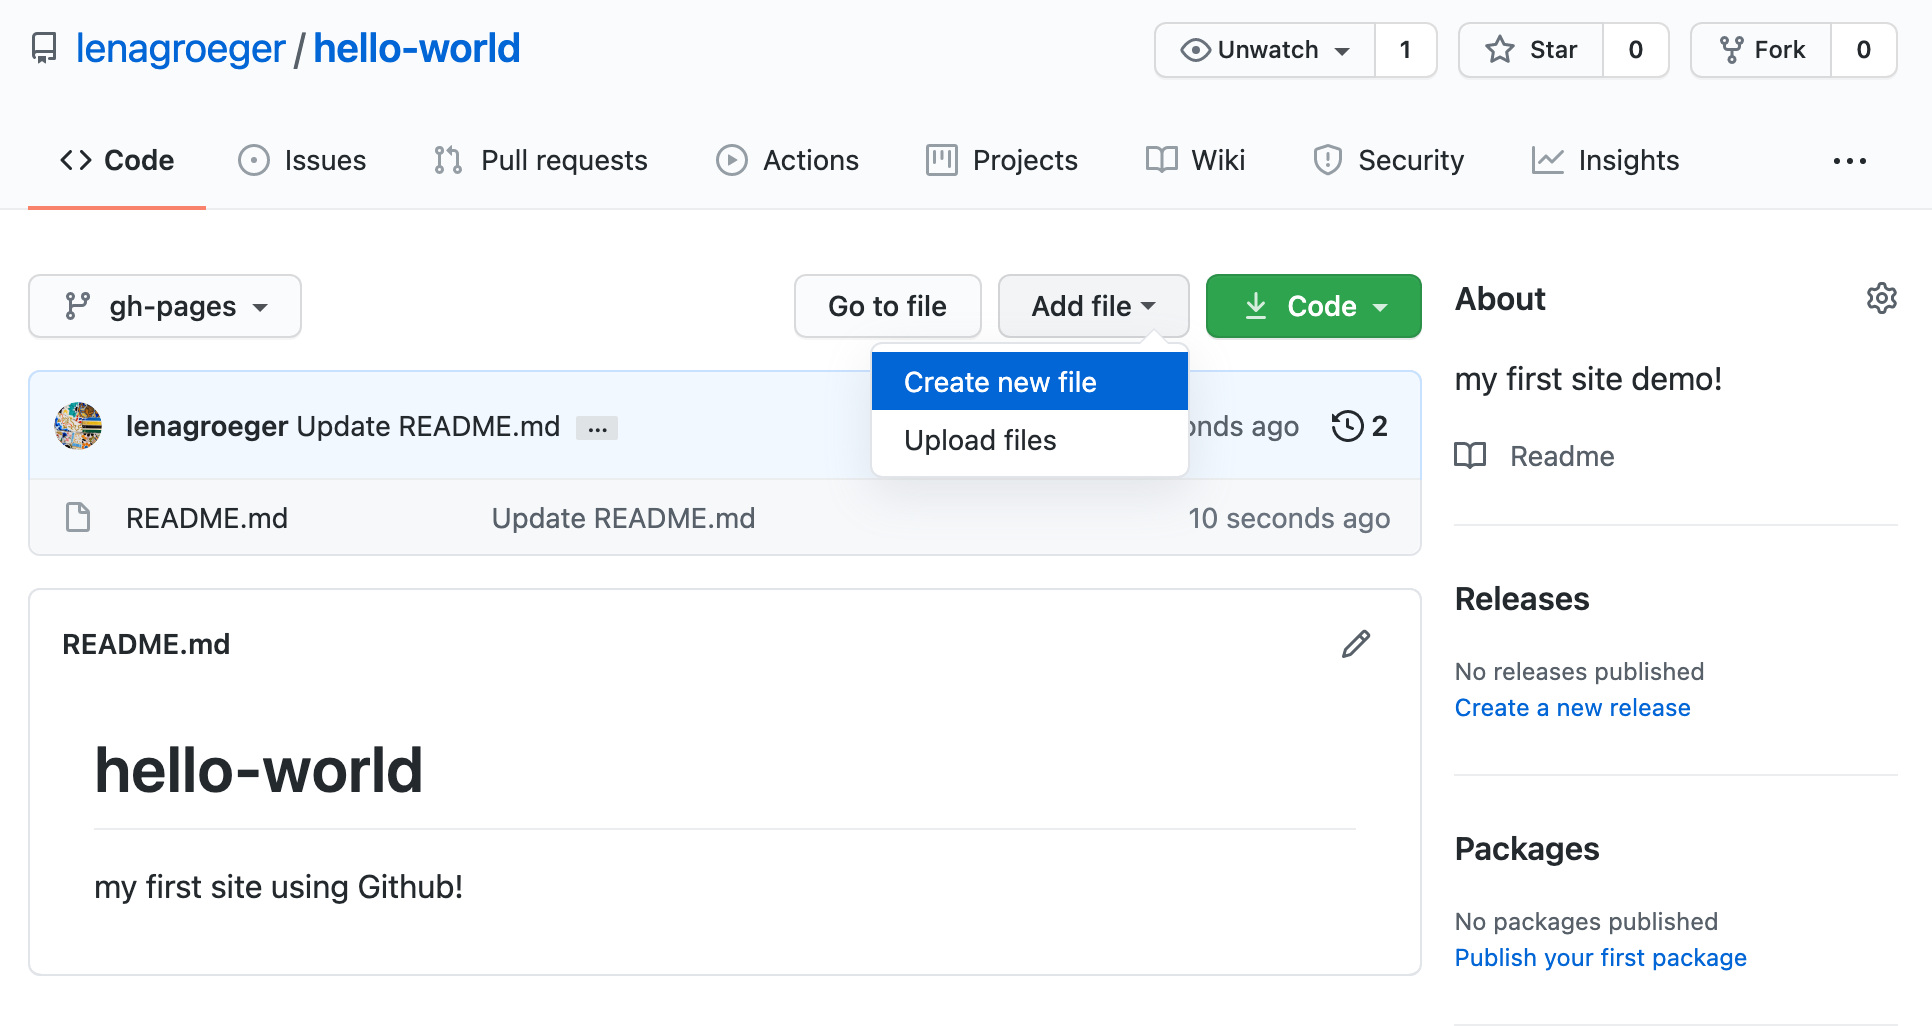 lenagroeger / hello-world
Unwatch 1 Star 0 Fork 0
Code Issues Pull requests Actions Projects Wiki Security Insights ...
gh-pages Go to file Add file Code
Create new file
Upload files
lenagroeger Update README.md ... ago 2
README.md Update README.md 10 seconds ago
README.md
hello-world
my first site using Github!
About
my first site demo!
Readme
Releases
No releases published
Create a new release
Packages
No packages published
Publish your first package